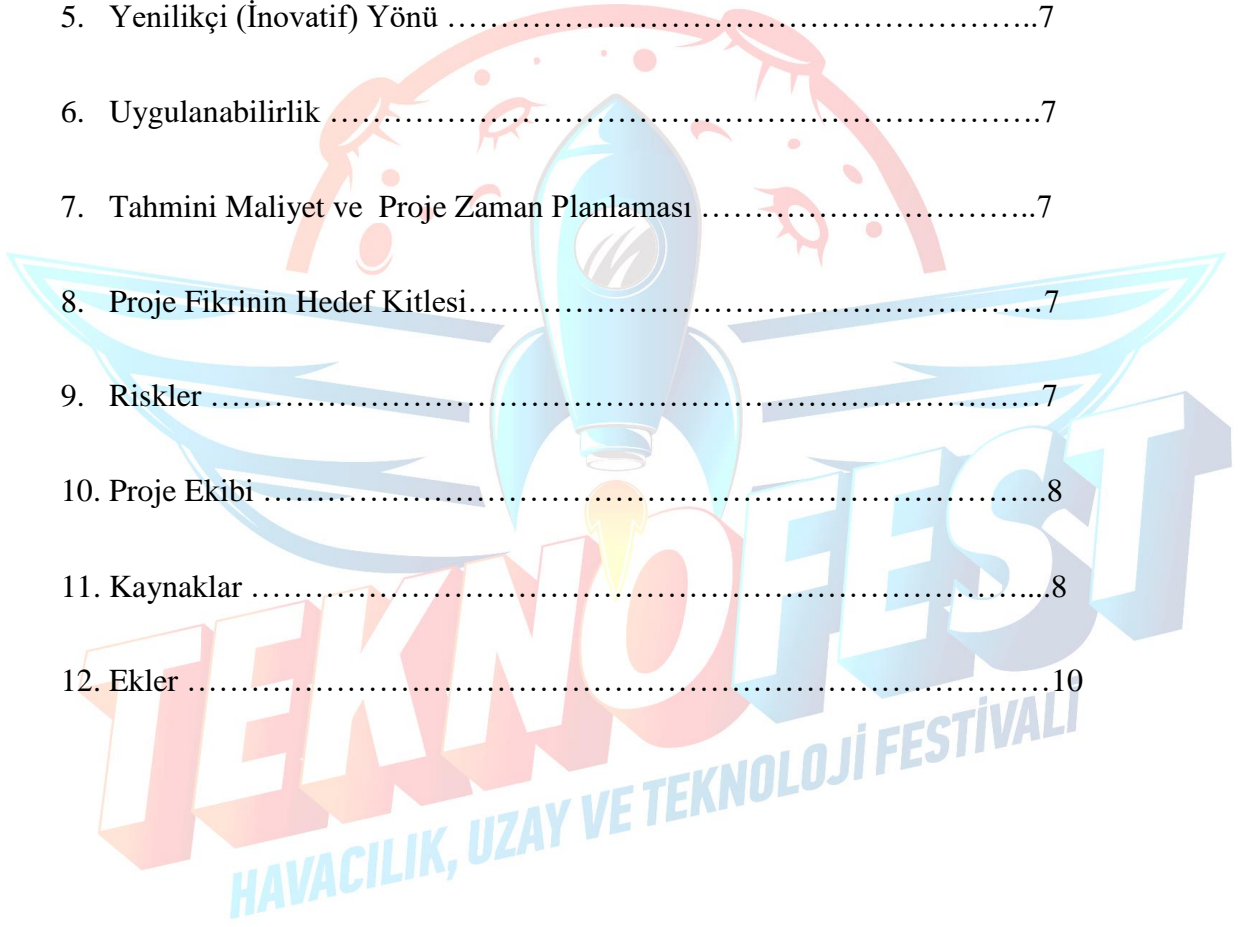 5. Yenilikçi (İnovatif) Yönü …………………………………………………..7
6. Uygulanabilirlik …………………………………………………………….7
7. Tahmini Maliyet ve Proje Zaman Planlaması …………………………..7
8. Proje Fikrinin Hedef Kitlesi…………………………………………………7
9. Riskler ………………………………………………………………………7
10. Proje Ekibi …………………………………………………………………..8
11. Kaynaklar …………………………………………………………………....8
12. Ekler …………………………………………………………………………10
TEKNOFEST
HAVACILIK, UZAY VE TEKNOLOJİ FESTİVALİ